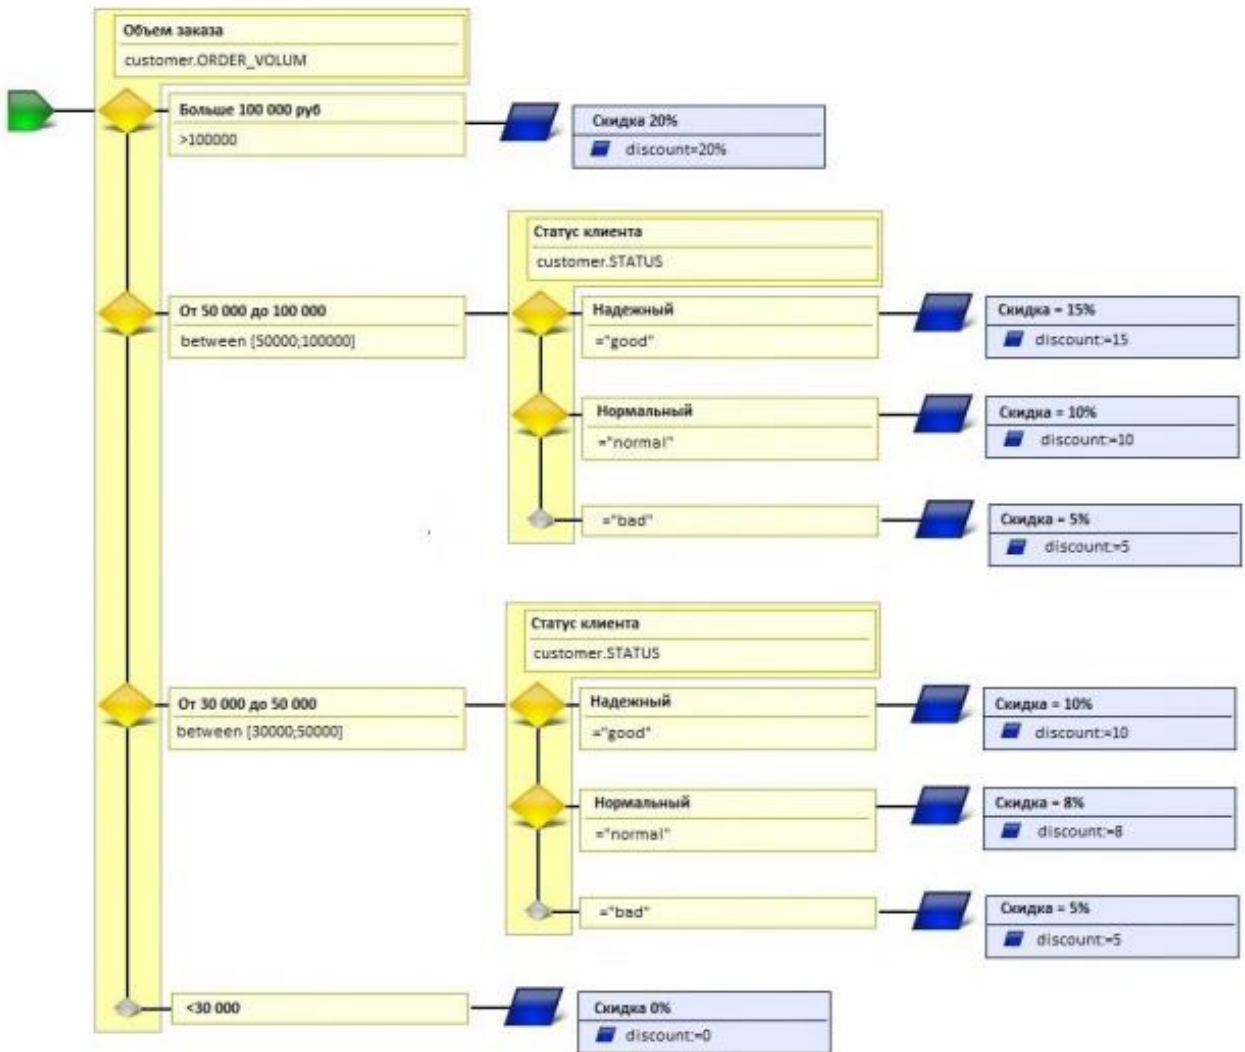 Объем заказа
customer.ORDER_VOLUM
Больше 100 000 руб
>100000
Скидка 20%
discount=20%
От 50 000 до 100 000
between [50000;100000]
Статус клиента
customer.STATUS
Надежный
="good"
Скидка = 15%
discount:=15
Нормальный
="normal"
Скидка = 10%
discount:=10
="bad"
Скидка = 5%
discount:=5
От 30 000 до 50 000
between [30000;50000]
Статус клиента
customer.STATUS
Надежный
="good"
Скидка = 10%
discount:=10
Нормальный
="normal"
Скидка = 8%
discount:=8
="bad"
Скидка = 5%
discount:=5
<30 000
Скидка 0%
discount:=0